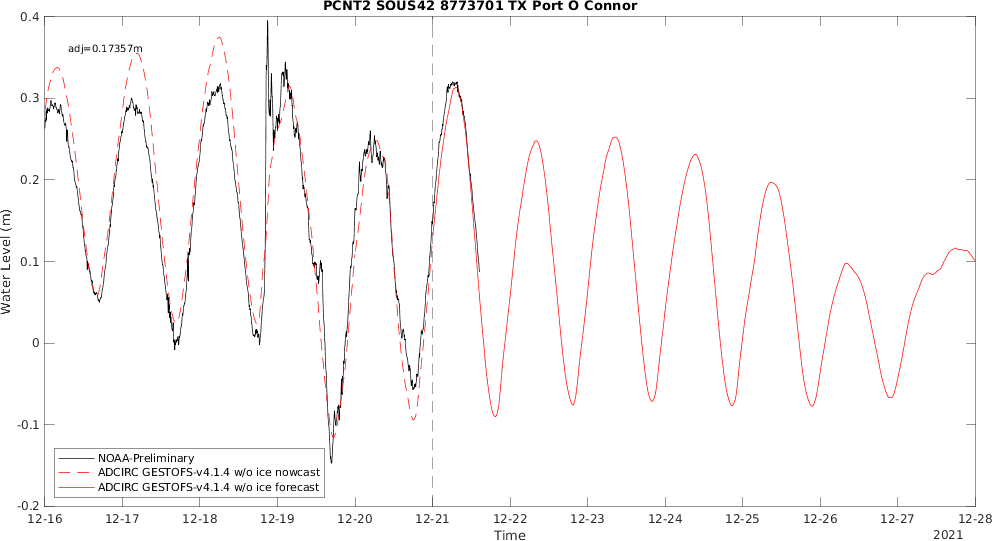 PCNT2 SOUS42 8773701 TX Port O Connor
adj=0.17357m
0.4
0.3
0.2
0.1
0
-0.1
-0.2
Water Level (m)
NOAA-Preliminary
ADCIRC GESTOFS-v4.1.4 w/o ice nowcast
ADCIRC GESTOFS-v4.1.4 w/o ice forecast
12-16 12-17 12-18 12-19 12-20 12-21 12-22 12-23 12-24 12-25 12-26 12-27 12-28
Time
2021